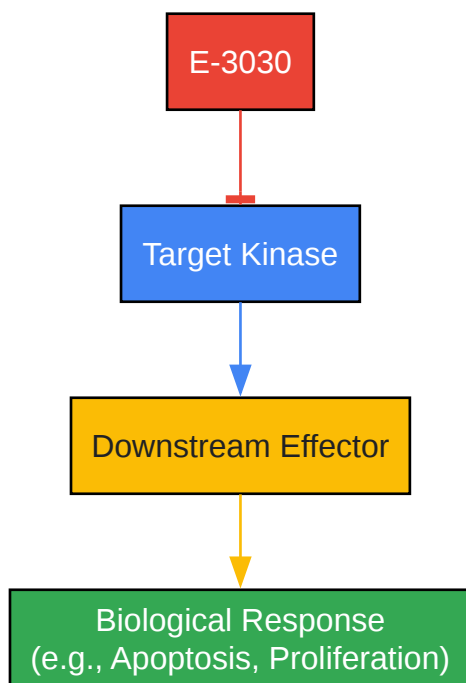 E-3030
Target Kinase
Downstream Effector
Biological Response
(e.g., Apoptosis, Proliferation)